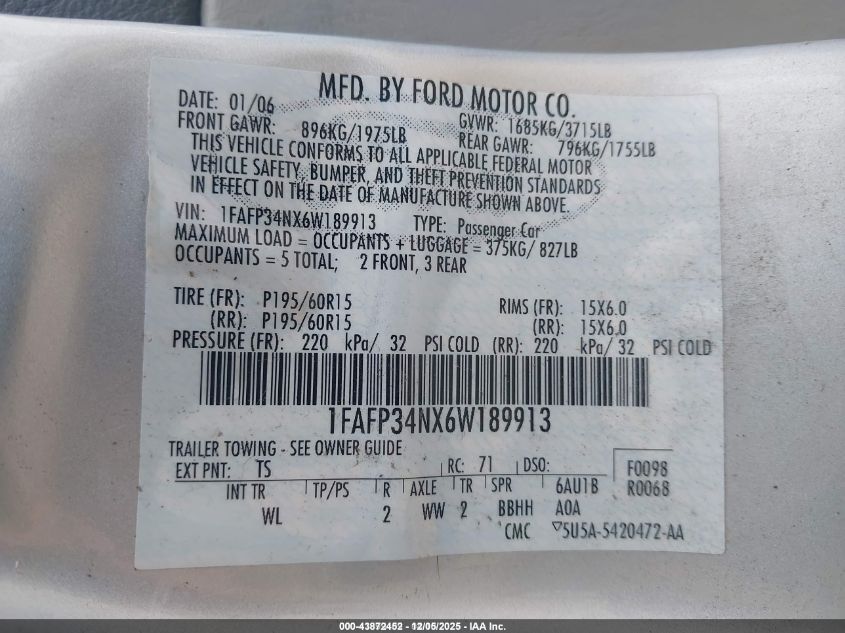 MFD. BY FORD MOTOR CO.
DATE: 01/06 GVWR: 1685KG/3715LB
FRONT GAWR: 896KG/1975LB REAR GAWR: 796KG/1755LB
THIS VEHICLE CONFORMS TO ALL APPLICABLE FEDERAL MOTOR
VEHICLE SAFETY, BUMPER, AND THEFT PREVENTION STANDARDS
IN EFFECT ON THE DATE OF MANUFACTURE SHOWN ABOVE.
VIN: 1FAFP34NX6W189913 TYPE: Passenger Car
MAXIMUM LOAD = OCCUPANTS + LUGGAGE = 375KG/ 827LB
OCCUPANTS = 5 TOTAL; 2 FRONT, 3 REAR
TIRE (FR): P195/60R15 RIMS (FR): 15X6.0
(RR): P195/60R15 (RR): 15X6.0
PRESSURE (FR): 220 kPa/ 32 PSI COLD (RR): 220 kPa/ 32 PSI COLD
1FAFP34NX6W189913
TRAILER TOWING - SEE OWNER GUIDE
EXT PNT: TS RC: 71 DSO: F0098
INT TR TP/PS R AXLE TR SPR 6AU1B R0068
WL 2 WW 2 BBHH AOA
CMC 5U5A-5420472-AA
000-43872452 - 12/05/2025 - IAA Inc.